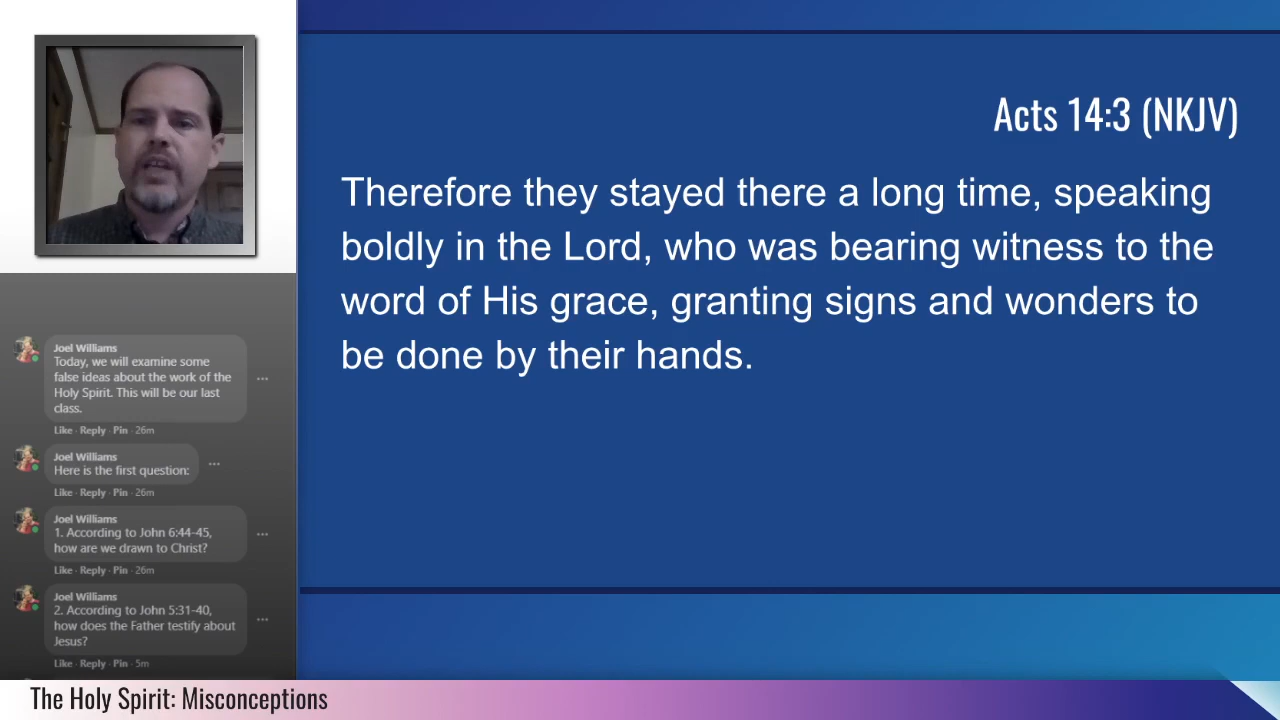 Acts 14:3 (NKJV)
Therefore they stayed there a long time, speaking
boldly in the Lord, who was bearing witness to the
word of His grace, granting signs and wonders to
be done by their hands.
Joel Williams
Today, we will examine some
false ideas about the work of the
Holy Spirit. This will be our last
class.
Like · Reply · Pin · 26m
Joel Williams
Here is the first question:
Like · Reply · Pin · 26m
Joel Williams
1. According to John 6:44-45,
how are we drawn to Christ?
Like · Reply · Pin · 26m
Joel Williams
2. According to John 5:31-40,
how does the Father testify about
Jesus?
Like · Reply · Pin · 5m
The Holy Spirit: Misconceptions